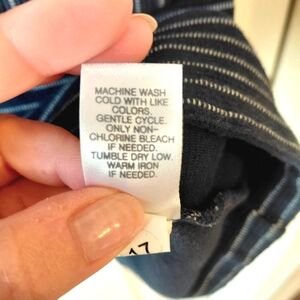 MACHINE WASH
COLD WITH LIKE
COLORS.
GENTLE CYCLE.
ONLY NON-
CHLORINE BLEACH
IF NEEDED.
TUMBLE DRY LOW.
WARM IRON
IF NEEDED.
17